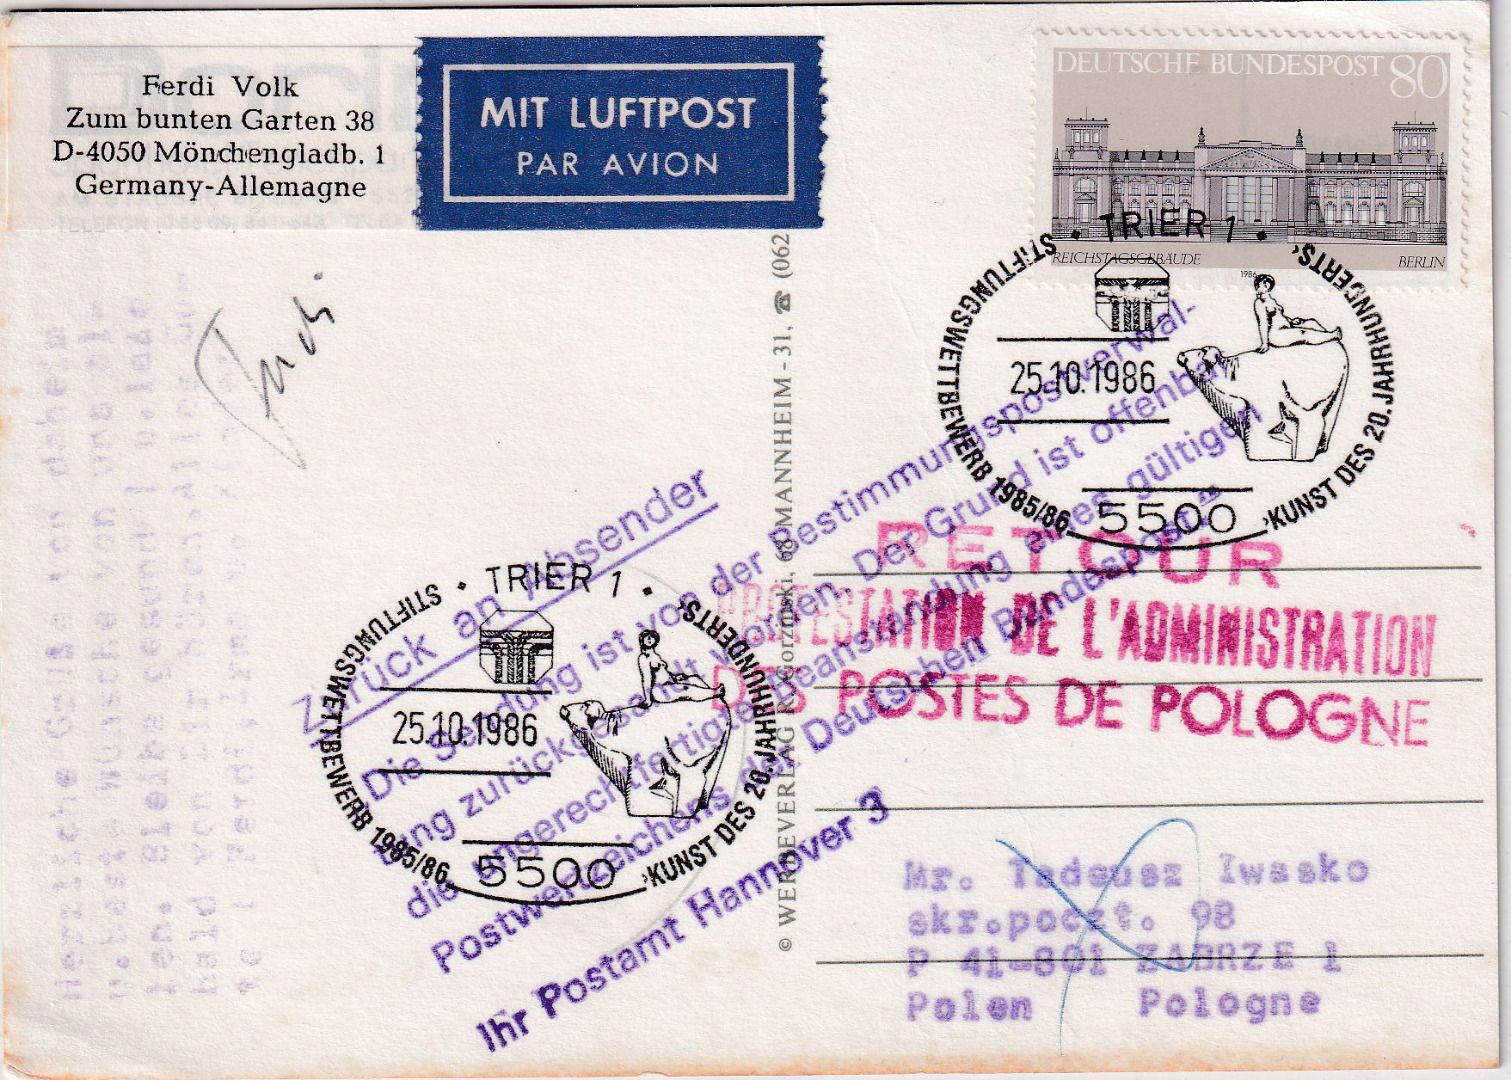 Ferdi Volk
Zum bunten Garten 38
D-4050 Mönchengladb. 1
Germany-Allemagne
MIT LUFTPOST
PAR AVION
DEUTSCHE BUNDESPOST 80
REICHSTAGSGEBÄUDE
1986
BERLIN
• TRIER 1 •
STIFTUNGSWETTBEWERB 1985/86 ›KUNST DES 20. JAHRHUNDERTS‹
25.10.1986
5500
Ferdi
Zurück an Absender
Die Sendung ist von der Bestimmungspostverwal-
tung zurückgesandt worden. Der Grund ist offenbar
die ungerechtfertigte Beanstandung eines gültigen
Postwertzeichens der Deutschen Bundespost".
Ihr Postamt Hannover 3
RETOUR
PROTESTATION DE L'ADMINISTRATION
DES POSTES DE POLOGNE
• TRIER 1 •
STIFTUNGSWETTBEWERB 1985/86 ›KUNST DES 20. JAHRHUNDERTS‹
25.10.1986
5500
© WERBEVERLAG R. Gorzinski, 68 MANNHEIM-31, ☎ (062
Mr. Tadeusz Iwasko
skr.poczt. 98
P 41-801 ZABRZE 1
Polen Pologne